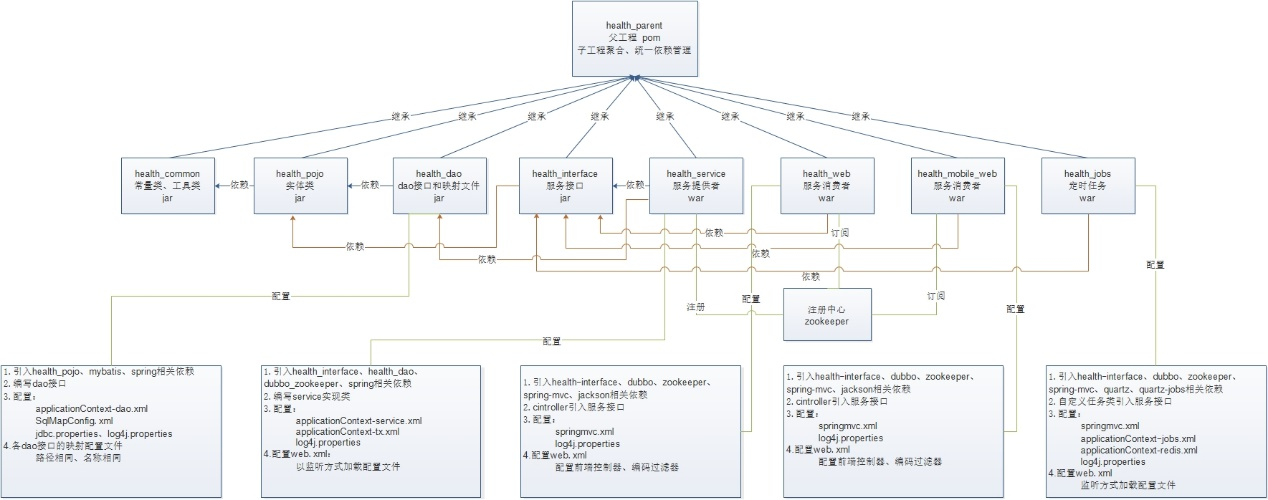 health_parent
父工程 pom
子工程聚合、统一依赖管理
继承
继承
继承
继承
继承
继承
继承
继承
health_common
常量类、工具类
jar
依赖
health_pojo
实体类
jar
依赖
health_dao
dao接口和映射文件
jar
health_interface
服务接口
jar
依赖
health_service
服务提供者
war
health_web
服务消费者
war
health_mobile_web
服务消费者
war
health_jobs
定时任务
war
依赖
依赖
依赖
订阅
依赖
依赖
配置
配置
注册
配置
订阅
配置
配置
注册中心
zookeeper
1. 引入health_pojo、mybatis、spring相关依赖
2. 编写dao接口
3. 配置：
applicationContext-dao.xml
SqlMapConfig. xml
jdbc.properties、log4j.properties
4.各dao接口的映射配置文件
路径相同、名称相同
1. 引入health_interface、health_dao、
dubbo_zookeeper、spring相关依赖
2. 编写service实现类
3. 配置：
applicationContext-service.xml
applicationContext-tx.xml
log4j.properties
4.配置web. xml：
以监听方式加载配置文件
1. 引入health-interface、dubbo、zookeeper、
spring-mvc、jackson相关依赖
2. cintroller引入服务接口
3. 配置：
springmvc.xml
log4j.properties
4.配置web. xml
配置前端控制器、编码过滤器
1. 引入health-interface、dubbo、zookeeper、
spring-mvc、jackson相关依赖
2. cintroller引入服务接口
3. 配置：
springmvc.xml
log4j.properties
4.配置web. xml
配置前端控制器、编码过滤器
1. 引入health-interface、dubbo、zookeeper、
spring-mvc、quartz、quartz-jobs相关依赖
2. 自定义任务类引入服务接口
3. 配置：
springmvc.xml
applicationContext-jobs.xml
applicationContext-redis.xml
log4j.properties
4.配置web. xml
监听方式加载配置文件